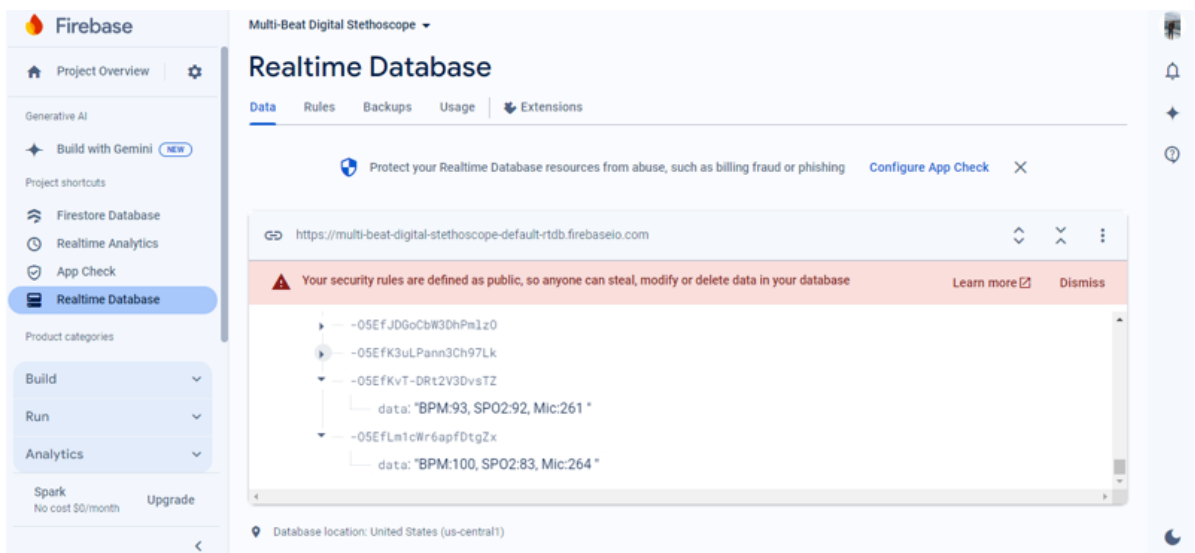 Firebase
Project Overview
Generative AI
Build with Gemini NEW
Project shortcuts
Firestore Database
Realtime Analytics
App Check
Realtime Database
Product categories
Build
Run
Analytics
Spark
No cost $0/month
Upgrade
Multi-Beat Digital Stethoscope
Realtime Database
Data Rules Backups Usage Extensions
Protect your Realtime Database resources from abuse, such as billing fraud or phishing Configure App Check
https://multi-beat-digital-stethoscope-default-rtdb.firebaseio.com
Your security rules are defined as public, so anyone can steal, modify or delete data in your database Learn more Dismiss
-O5EfJDGoCbW3DhPmlzO
-O5EfK3uLPann3Ch97Lk
-O5EfKvT-DRt2V3DvsTZ
data: "BPM:93, SPO2:92, Mic:261 "
-O5EfLm1cWr6apfDtgZx
data: "BPM:100, SPO2:83, Mic:264 "
Database location: United States (us-central1)